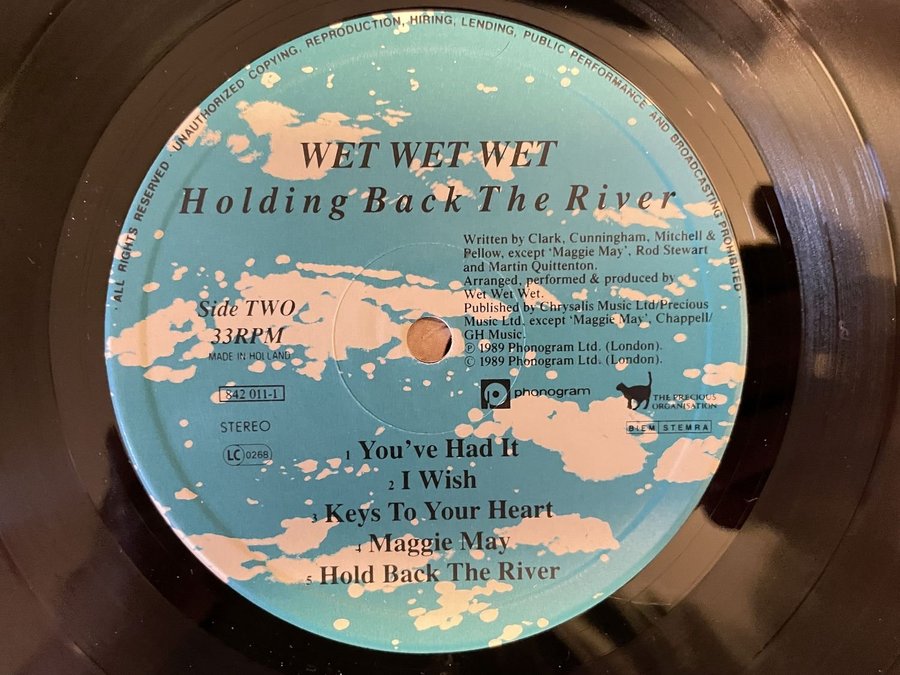 ALL RIGHTS RESERVED · UNAUTHORIZED COPYING, REPRODUCTION, HIRING, LENDING, PUBLIC PERFORMANCE AND BROADCASTING PROHIBITED ·
WET WET WET
Holding Back The River
Written by Clark, Cunningham, Mitchell &
Pellow, except ‘Maggie May’, Rod Stewart
and Martin Quittenton.
Arranged, performed & produced by
Wet Wet Wet.
Published by Chrysalis Music Ltd/Precious
Music Ltd. except ‘Maggie May’, Chappell/
GH Music.
℗ 1989 Phonogram Ltd. (London).
© 1989 Phonogram Ltd. (London).
Side TWO
33RPM
MADE IN HOLLAND
842 011-1
STEREO
LC 0268
phonogram
THE PRECIOUS
ORGANISATION
BIEM STEMRA
1 You've Had It
2 I Wish
3 Keys To Your Heart
4 Maggie May
5 Hold Back The River